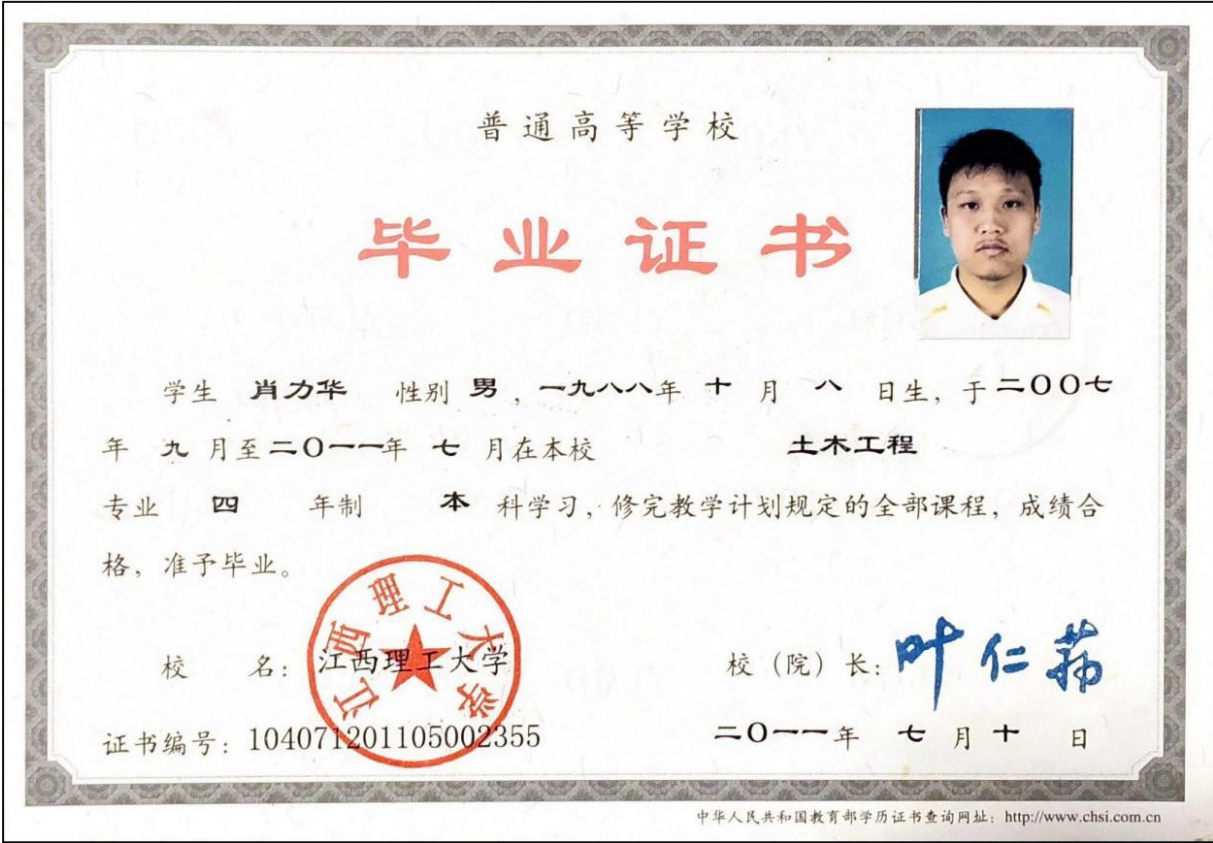 普通高等学校
毕业证书
学生 肖力华 性别 男，一九八八年 十 月 八 日生，于二〇〇七
年 九 月至二〇一一年 七 月在本校 土木工程
专业 四 年制 本 科学习，修完教学计划规定的全部课程，成绩合
格，准予毕业。
江西理工大学
校 名：江西理工大学
校（院）长：叶仁荪
证书编号：104071201105002355
二〇一一年 七 月 十 日
中华人民共和国教育部学历证书查询网址：http://www.chsi.com.cn